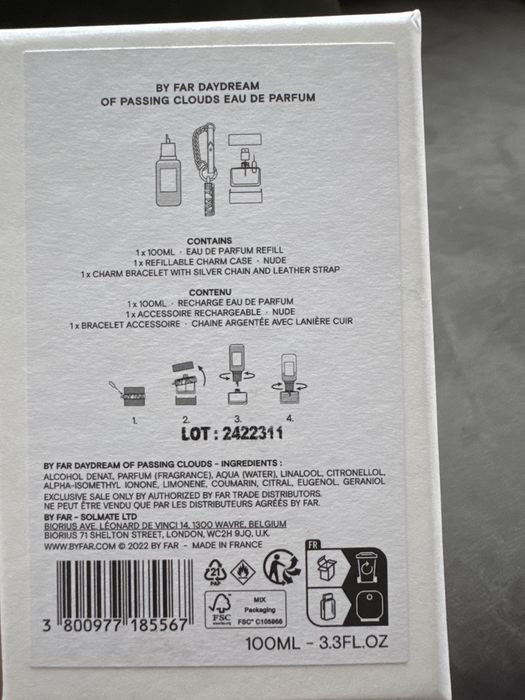 BY FAR DAYDREAM
OF PASSING CLOUDS EAU DE PARFUM
CONTAINS
1 x 100ML · EAU DE PARFUM REFILL
1 x REFILLABLE CHARM CASE · NUDE
1 x CHARM BRACELET WITH SILVER CHAIN AND LEATHER STRAP
CONTENU
1 x 100ML · RECHARGE EAU DE PARFUM
1 x ACCESSOIRE RECHARGEABLE · NUDE
1 x BRACELET ACCESSOIRE · CHAINE ARGENTÉE AVEC LANIÈRE CUIR
BY FAR
1. 2. 3. 4.
LOT : 2422311
BY FAR DAYDREAM OF PASSING CLOUDS – INGREDIENTS :
ALCOHOL DENAT, PARFUM (FRAGRANCE), AQUA (WATER), LINALOOL, CITRONELLOL,
ALPHA-ISOMETHYL IONONE, LIMONENE, COUMARIN, CITRAL, EUGENOL, GERANIOL
EXCLUSIVE SALE ONLY BY AUTHORIZED BY FAR TRADE DISTRIBUTORS.
NE PEUT ÊTRE VENDU QUE PAR LES DISTRIBUTEURS AGRÉÉS BY FAR.
BY FAR – SOLMATE LTD
BIORIUS AVE. LÉONARD DE VINCI 14, 1300 WAVRE, BELGIUM
BIORIUS 71 SHELTON STREET, LONDON, WC2H 9JQ, U.K.
WWW.BYFAR.COM © 2022 BY FAR – MADE IN FRANCE
FR
21
PAP
FSC
MIX
Packaging
FSC® C105966
3 800977 185567
100ML – 3.3FL.OZ